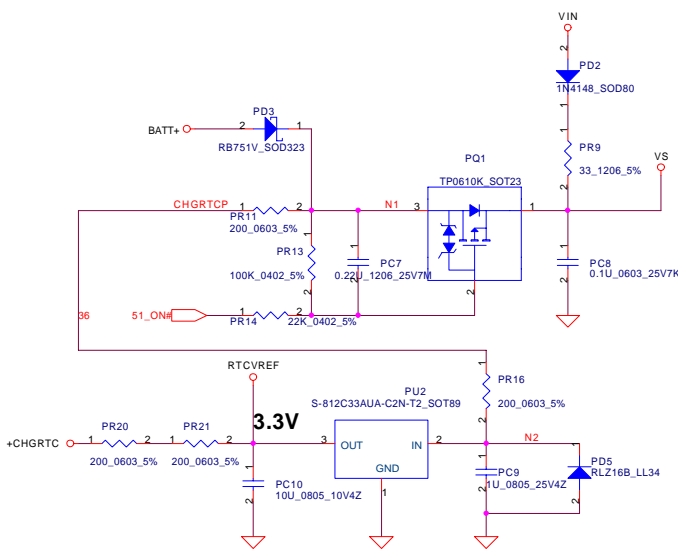 VIN
2
PD2
1N4148_SOD80
1
1
PD3
BATT+
2
1
RB751V_SOD323
PR9
33_1206_5%
2
VS
PQ1
TP0610K_SOT23
CHGRTCP
1
2
N1
3
1
PR11
200_0603_5%
1
PR13
100K_0402_5%
2
1
PC7
0.22U_1206_25V7M
2
2
1
PC8
0.1U_0603_25V7K
2
36
51_ON#
1
2
PR14
22K_0402_5%
RTCVREF
1
PR16
200_0603_5%
2
PU2
S-812C33AUA-C2N-T2_SOT89
3.3V
PR20
PR21
+CHGRTC
1
2
1
2
3
OUT
IN
2
N2
1
200_0603_5%
200_0603_5%
GND
1
1
PC10
10U_0805_10V4Z
2
1
PC9
1U_0805_25V4Z
2
PD5
RLZ16B_LL34
2